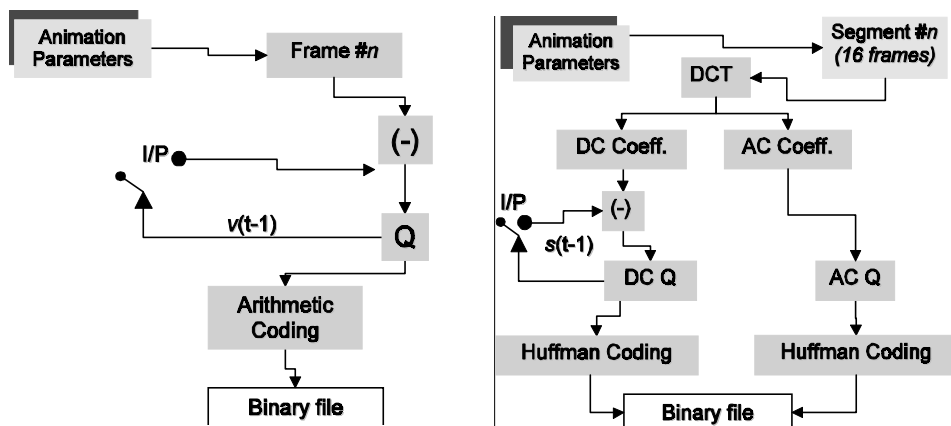 Animation
Parameters
Frame #n
(-)
I/P
v(t-1)
Q
Arithmetic
Coding
Binary file
Animation
Parameters
Segment #n
(16 frames)
DCT
DC Coeff.
AC Coeff.
I/P
(-)
s(t-1)
DC Q
AC Q
Huffman Coding
Huffman Coding
Binary file